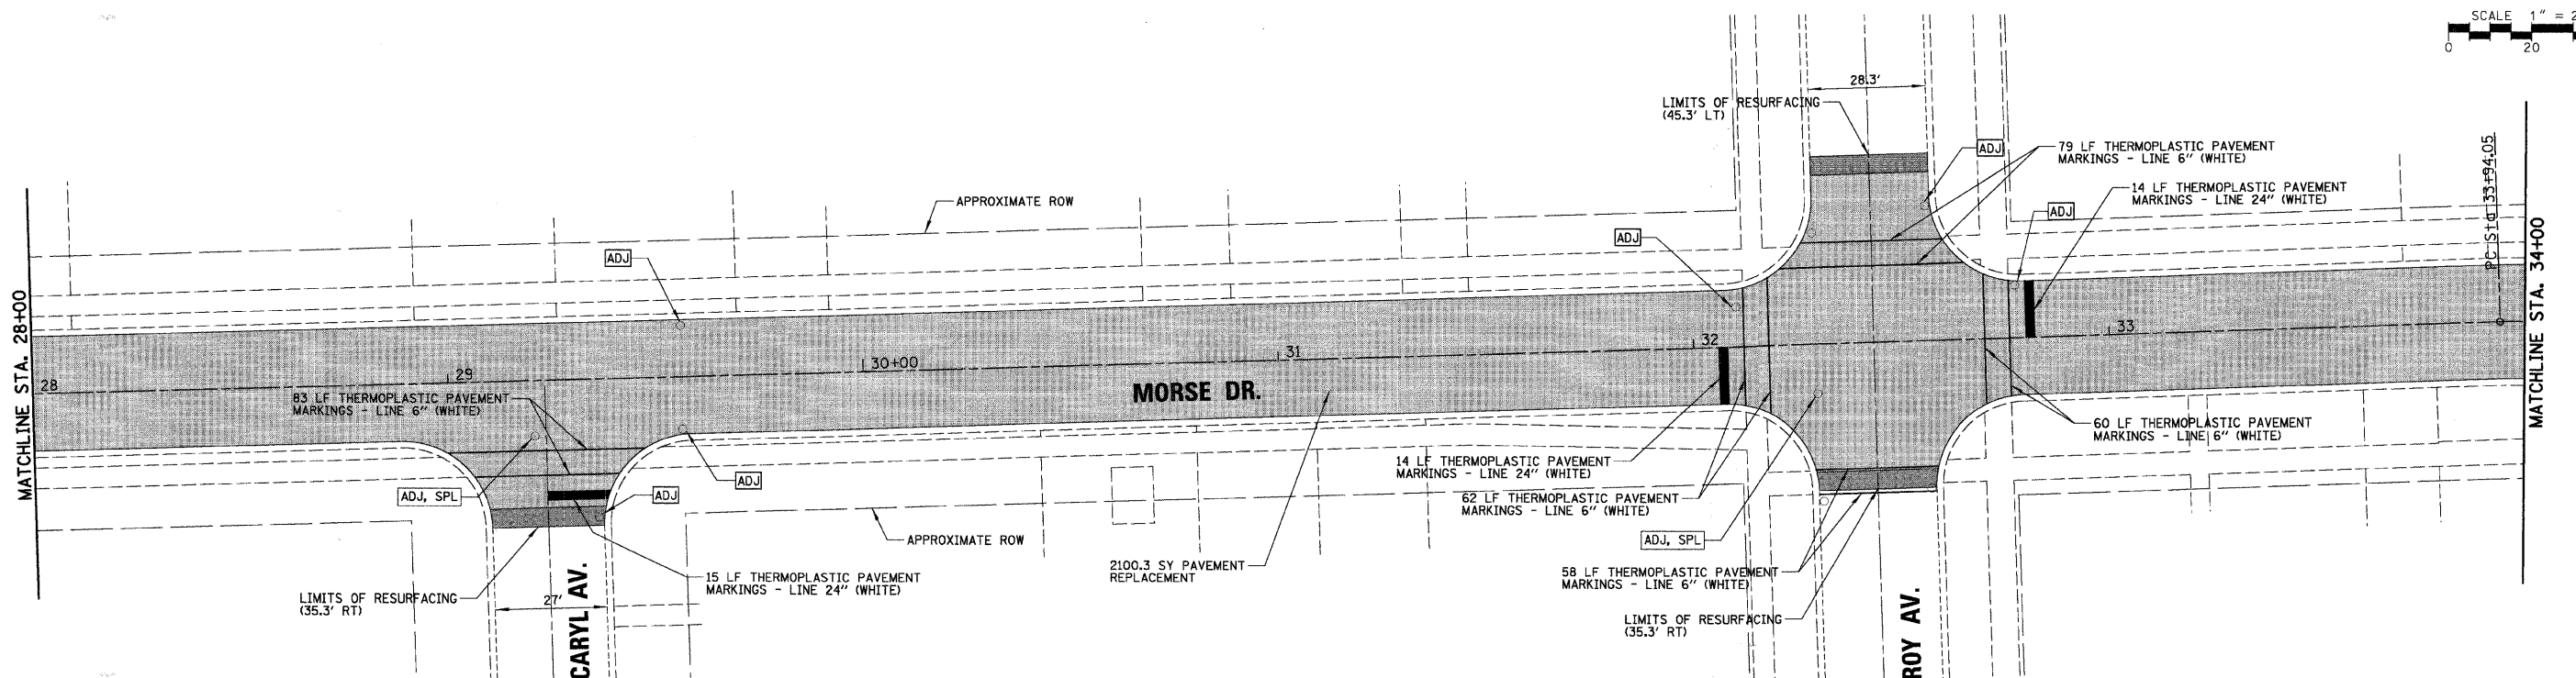 SCALE 1" = 2
0 20
28.3'
LIMITS OF RESURFACING
(45.3' LT)
ADJ
79 LF THERMOPLASTIC PAVEMENT
MARKINGS - LINE 6" (WHITE)
14 LF THERMOPLASTIC PAVEMENT
MARKINGS - LINE 24" (WHITE)
PC Sta 33+94.05
APPROXIMATE ROW
ADJ
ADJ
ADJ
MATCHLINE STA. 28+00
MATCHLINE STA. 34+00
28
29
30+00
31
32
33
MORSE DR.
83 LF THERMOPLASTIC PAVEMENT
MARKINGS - LINE 6" (WHITE)
60 LF THERMOPLASTIC PAVEMENT
MARKINGS - LINE 6" (WHITE)
14 LF THERMOPLASTIC PAVEMENT
MARKINGS - LINE 24" (WHITE)
ADJ
ADJ, SPL
ADJ
62 LF THERMOPLASTIC PAVEMENT
MARKINGS - LINE 6" (WHITE)
APPROXIMATE ROW
ADJ, SPL
2100.3 SY PAVEMENT
REPLACEMENT
15 LF THERMOPLASTIC PAVEMENT
MARKINGS - LINE 24" (WHITE)
58 LF THERMOPLASTIC PAVEMENT
MARKINGS - LINE 6" (WHITE)
LIMITS OF RESURFACING
(35.3' RT)
27'
CARYL AV.
LIMITS OF RESURFACING
(35.3' RT)
ROY AV.